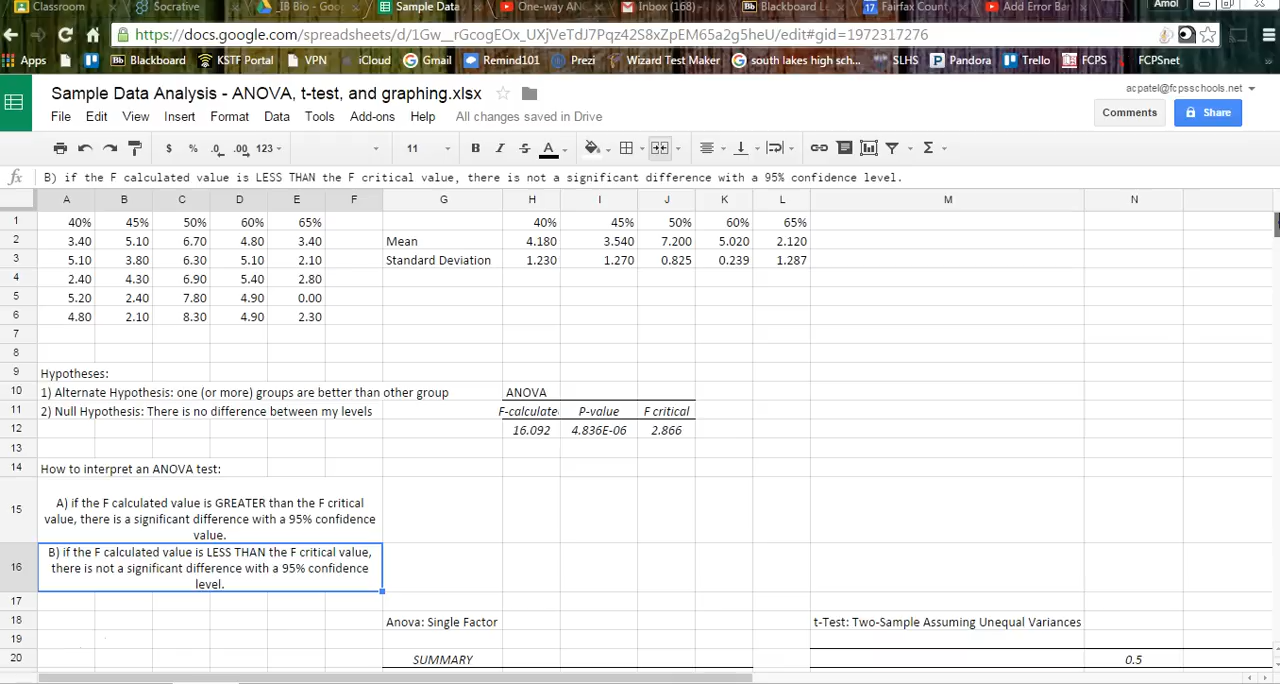 Classroom Socrative _IB Bio - Goo Sample Data One-way AN Inbox (168) - Blackboard L Fairfax Count Add Error Bar Amol
https://docs.google.com/spreadsheets/d/1Gw__rGcgEOx_UXjVeTdJ7Pqz42S8xZpEM65a2g5heU/edit#gid=1972317276
Apps Bb Blackboard KSTF Portal VPN iCloud Gmail Remind101 Prezi Wizard Test Maker south lakes high sch... SLHS Pandora Trello FCPS FCPSnet
Sample Data Analysis - ANOVA, t-test, and graphing.xlsx
acpatel@fcpsschools.net
File Edit View Insert Format Data Tools Add-ons Help All changes saved in Drive
Comments Share
$ % .0 .00 123 11 B I S A Σ
fx B) if the F calculated value is LESS THAN the F critical value, there is not a significant difference with a 95% confidence level.
A B C D E F G H I J K L M N
1 40% 45% 50% 60% 65% 40% 45% 50% 60% 65%
2 3.40 5.10 6.70 4.80 3.40 Mean 4.180 3.540 7.200 5.020 2.120
3 5.10 3.80 6.30 5.10 2.10 Standard Deviation 1.230 1.270 0.825 0.239 1.287
4 2.40 4.30 6.90 5.40 2.80
5 5.20 2.40 7.80 4.90 0.00
6 4.80 2.10 8.30 4.90 2.30
7
8
9 Hypotheses:
10 1) Alternate Hypothesis: one (or more) groups are better than other group ANOVA
11 2) Null Hypothesis: There is no difference between my levels F-calculate P-value F critical
12 16.092 4.836E-06 2.866
13
14 How to interpret an ANOVA test:
15 A) if the F calculated value is GREATER than the F critical
value, there is a significant difference with a 95% confidence
value.
16 B) if the F calculated value is LESS THAN the F critical value,
there is not a significant difference with a 95% confidence
level.
17
18 Anova: Single Factor t-Test: Two-Sample Assuming Unequal Variances
19
20 SUMMARY 0.5